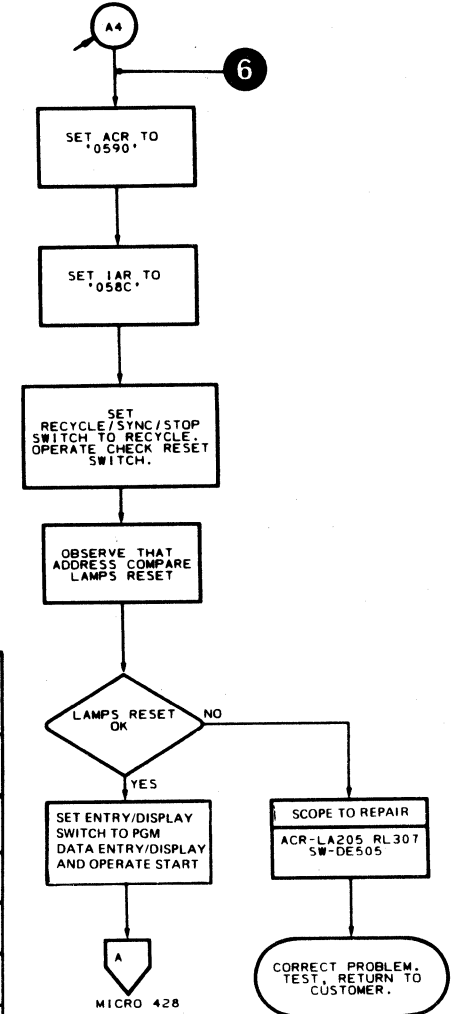 A4
6
SET ACR TO
'0590'
SET IAR TO
'058C'
SET
RECYCLE/SYNC/STOP
SWITCH TO RECYCLE.
OPERATE CHECK RESET
SWITCH.
OBSERVE THAT
ADDRESS COMPARE
LAMPS RESET
LAMPS RESET
OK
NO
YES
SET ENTRY/DISPLAY
SWITCH TO PGM
DATA ENTRY/DISPLAY
AND OPERATE START
SCOPE TO REPAIR
ACR-LA205 RL307
SW-DE505
A
MICRO 428
CORRECT PROBLEM.
TEST, RETURN TO
CUSTOMER.